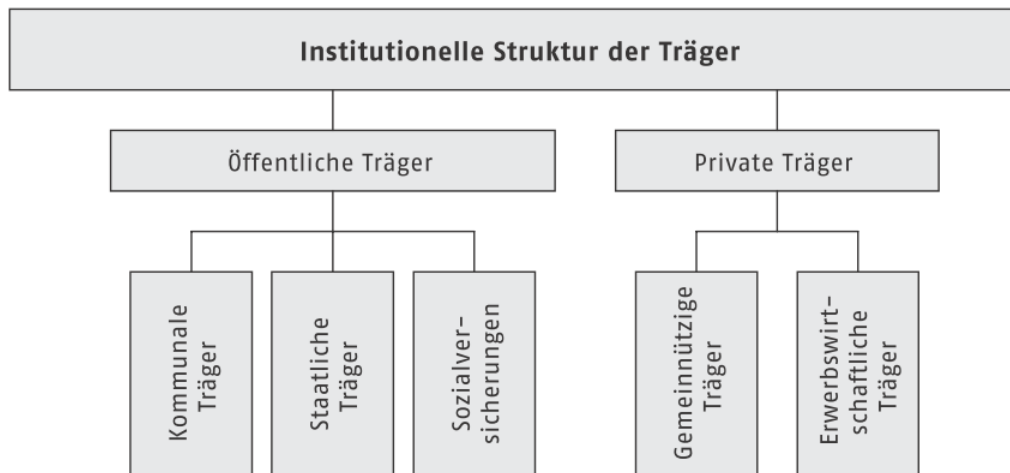 Institutionelle Struktur der Träger
Öffentliche Träger
Private Träger
Kommunale
Träger
Staatliche
Träger
Sozialver-
sicherungen
Gemeinnützige
Träger
Erwerbswirt-
schaftliche
Träger